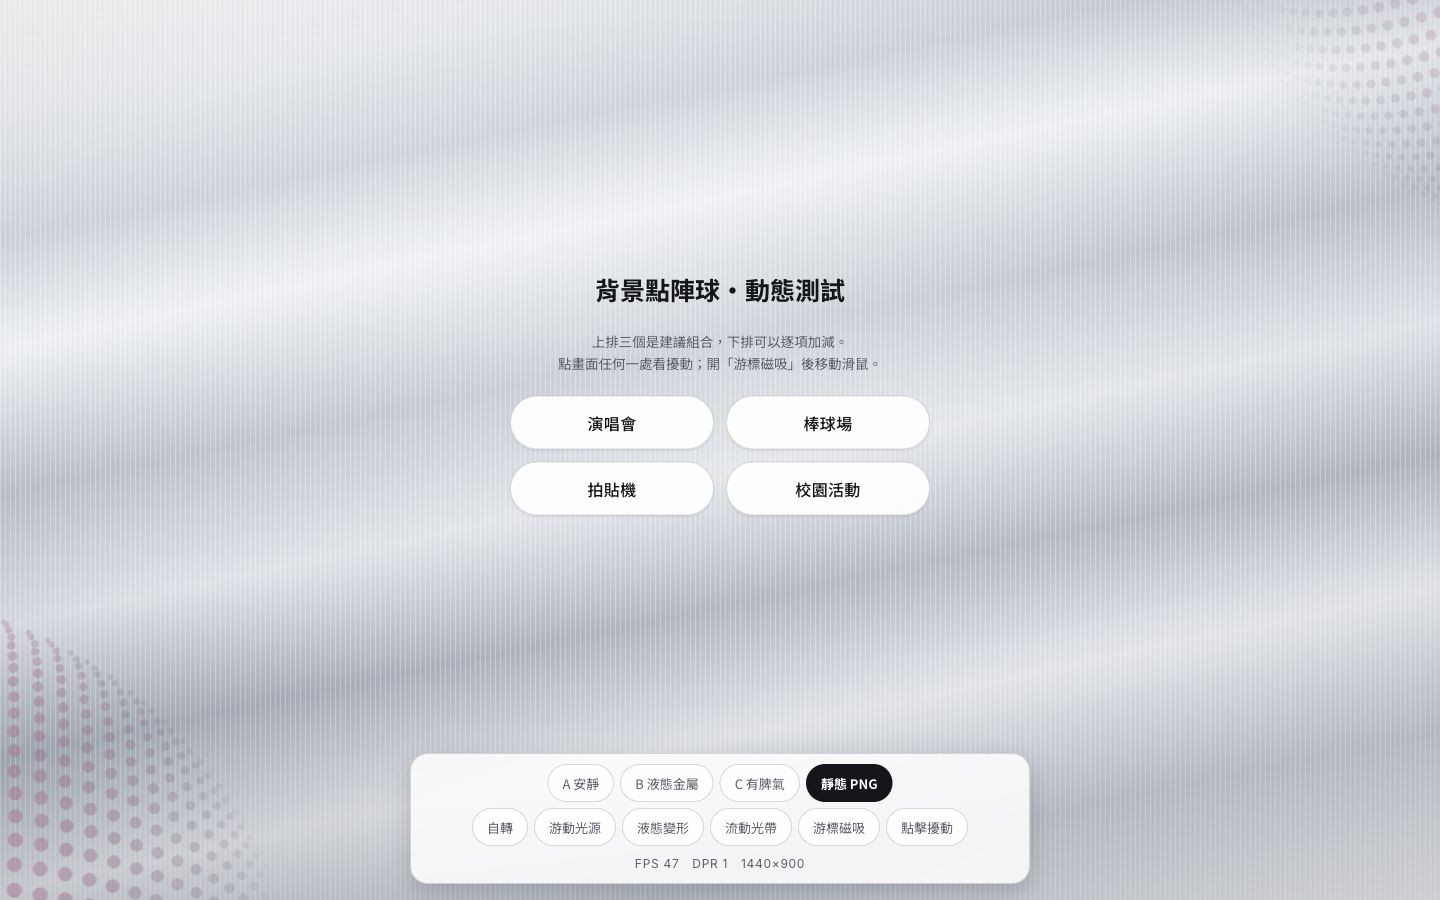 背景點陣球・動態測試
上排三個是建議組合，下排可以逐項加減。
點畫面任何一處看擾動；開「游標磁吸」後移動滑鼠。
演唱會 棒球場
拍貼機 校園活動
A 安靜 B 液態金屬 C 有脾氣 靜態 PNG
自轉 游動光源 液態變形 流動光帶 游標磁吸 點擊擾動
FPS 47 DPR 1 1440×900